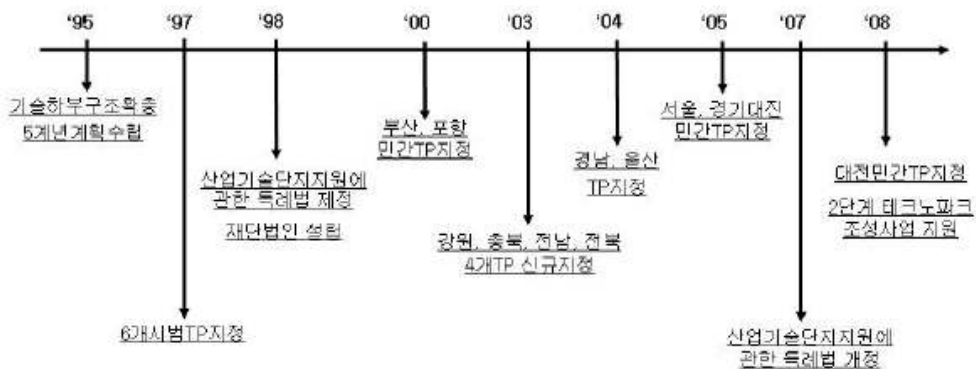 ‘95 ‘97 ‘98 ‘00 ‘03 ‘04 ‘05 ‘07 ‘08
기술하부구조확충
5개년계획수립
6개시범TP지정
산업기술단지지원에
관한 특례법 제정
재단법인 설립
부산, 포항
민간TP지정
강원, 충북, 전남, 전북
4개TP 신규지정
경남, 울산
TP지정
서울, 경기대진
민간TP지정
산업기술단지지원에
관한 특례법 개정
대전민간TP지정
2단계 테크노파크
조성사업 지원